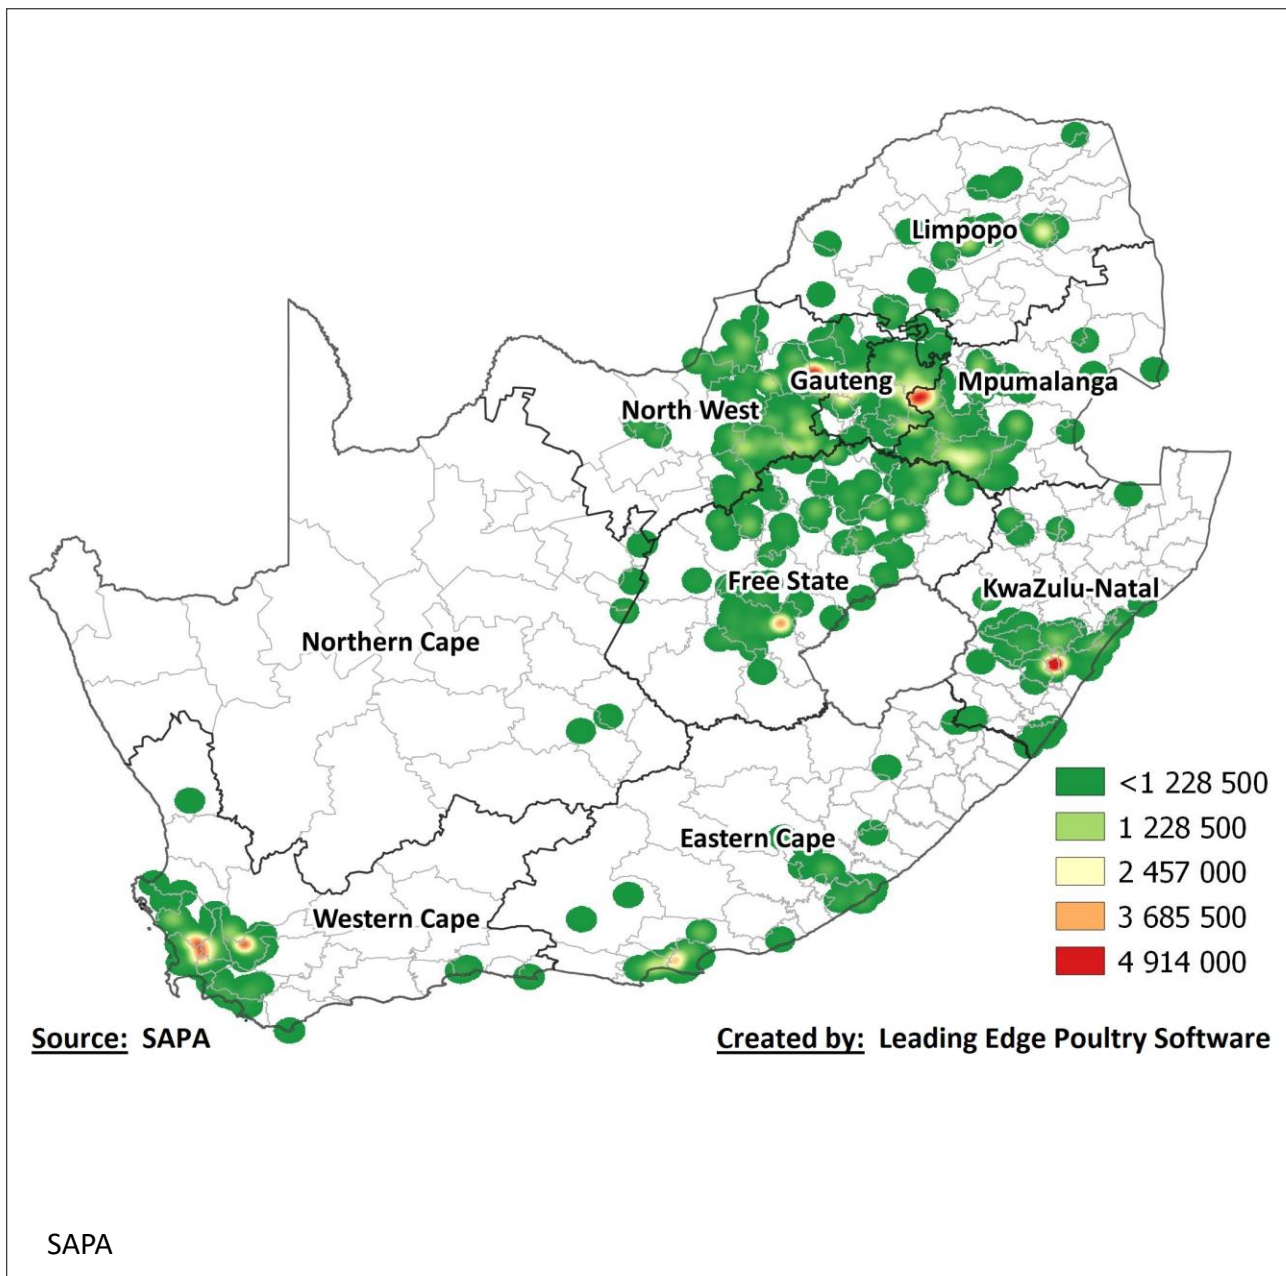 Limpopo
Gauteng
Mpumalanga
North West
Free State
KwaZulu-Natal
Northern Cape
Eastern Cape
Western Cape
<1 228 500
1 228 500
2 457 000
3 685 500
4 914 000
Source: SAPA
Created by: Leading Edge Poultry Software
SAPA